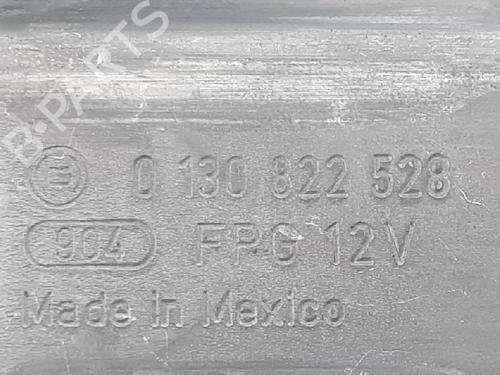 B-PARTS
0 130 822 528
904 FPG 12V
Made in Mexico